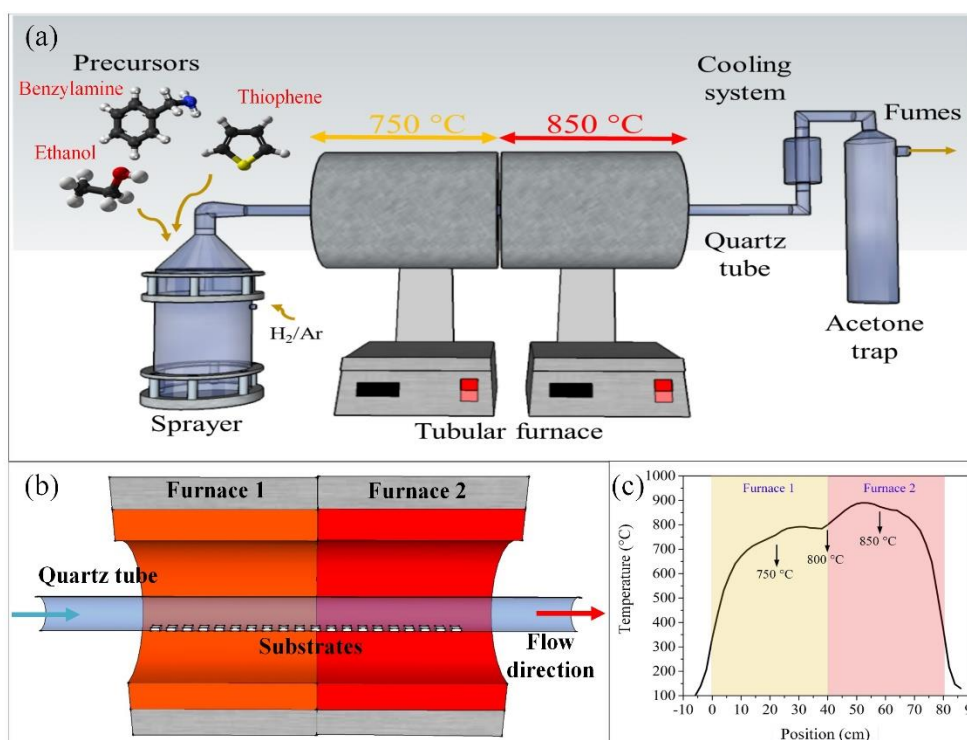 (a)
Precursors
Benzylamine
Thiophene
Ethanol
750 °C
850 °C
Cooling
system
Fumes
Quartz
tube
H2/Ar
Acetone
trap
Sprayer
Tubular furnace
(b)
Furnace 1
Furnace 2
Quartz tube
Substrates
Flow
direction
(c)
1000
900
800
700
600
500
400
300
200
100
Temperature (°C)
Furnace 1
Furnace 2
750 °C
800 °C
850 °C
-10 0 10 20 30 40 50 60 70 80
Position (cm)